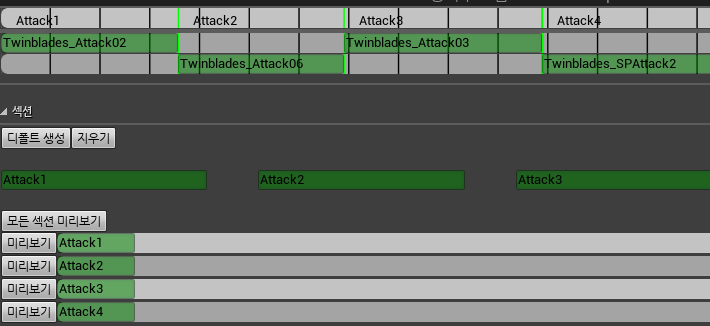 Attack1 Attack2 Attack3 Attack4
Twinblades_Attack02 Twinblades_Attack03
Twinblades_Attack06 Twinblades_SPAttack2
섹션
디폴트 생성 지우기
Attack1 Attack2 Attack3
모든 섹션 미리보기
미리보기 Attack1
미리보기 Attack2
미리보기 Attack3
미리보기 Attack4